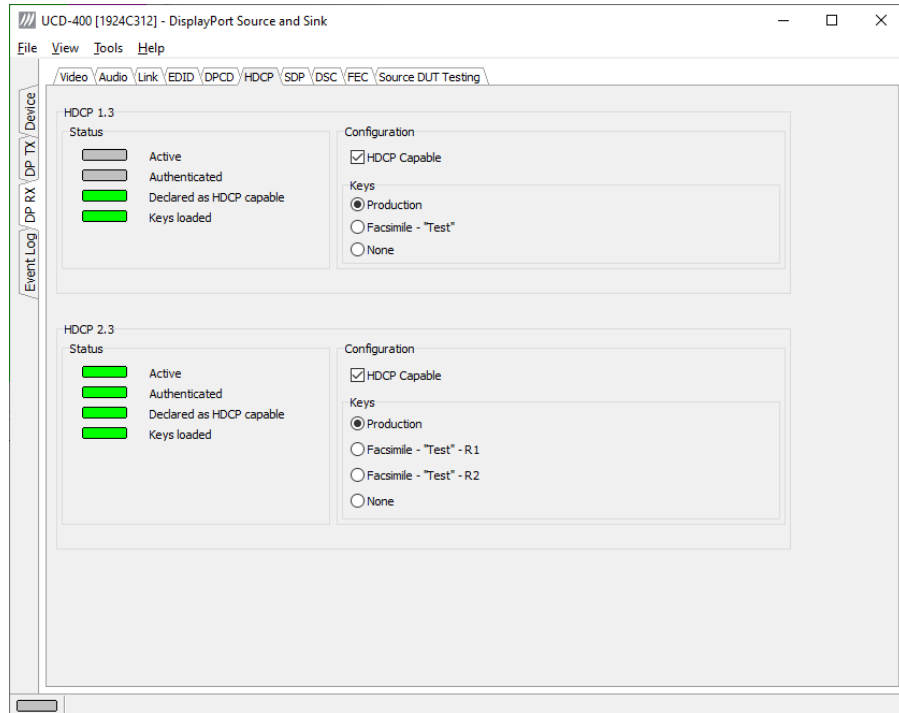 UCD-400 [1924C312] - DisplayPort Source and Sink
File View Tools Help
Video Audio Link EDID DPCD HDCP SDP DSC FEC Source DUT Testing
Device
DP TX
DP RX
Event Log
HDCP 1.3
Status
Active
Authenticated
Declared as HDCP capable
Keys loaded
Configuration
HDCP Capable
Keys
Production
Facsimile - "Test"
None
HDCP 2.3
Status
Active
Authenticated
Declared as HDCP capable
Keys loaded
Configuration
HDCP Capable
Keys
Production
Facsimile - "Test" - R1
Facsimile - "Test" - R2
None